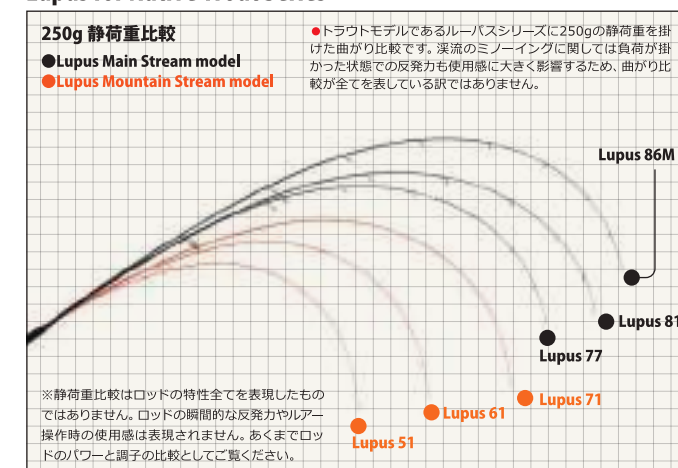 250g 静荷重比較
●Lupus Main Stream model
●Lupus Mountain Stream model
●トラウトモデルであるルーパスシリーズに250gの静荷重を掛
けた曲がり比較です。渓流のミノーイングに関しては負荷が掛
かった状態での反発力も使用感に大きく影響するため、曲がり比
較が全てを表している訳ではありません。
Lupus 86M
Lupus 81
Lupus 77
Lupus 71
Lupus 61
Lupus 51
※静荷重比較はロッドの特性全てを表現したもの
ではありません。ロッドの瞬間的な反発力やルアー
操作時の使用感は表現されません。あくまでロッ
ドのパワーと調子の比較としてご覧ください。